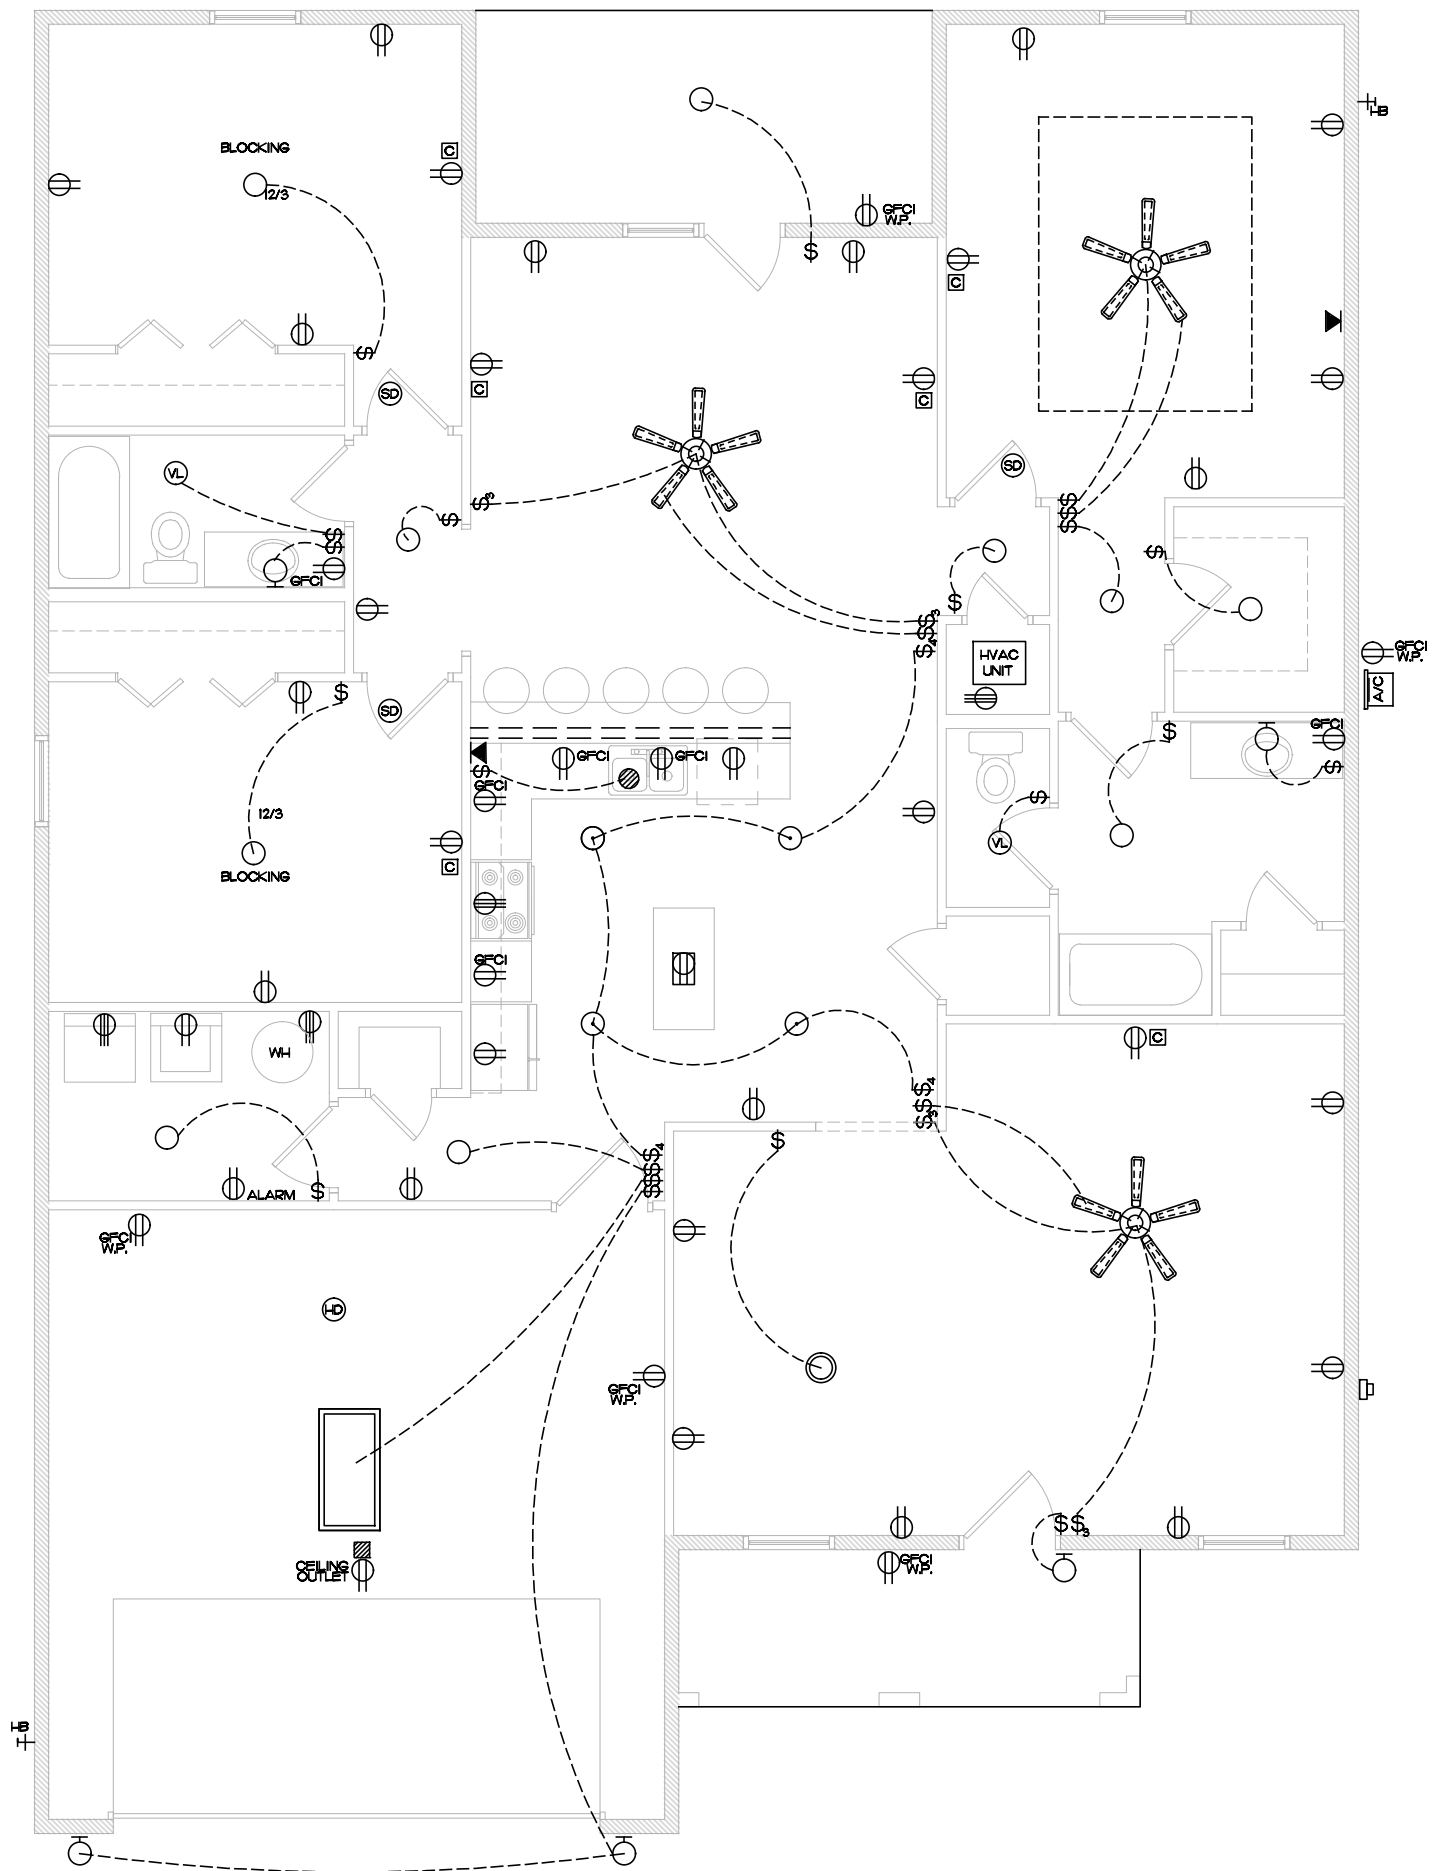 HB
BLOCKING
C
12/3
GFCI
W.P.
$
C
$
C
C
SD
SD
VL
$3
$
$
$
$
$
$
$
$
GFCI
$
$3
$
$4
HVAC
UNIT
GFCI
W.P.
A/C
$
SD
$
GFCI
GFCI
GFCI
$
GFCI
$
$
12/3
VL
C
BLOCKING
GFCI
WH
C
$4
$$
$3
$
$4
$$
$$
$$
ALARM
$
GFCI
W.P.
HD
GFCI
W.P.
$$3
GFCI
W.P.
CEILING
OUTLET
HB